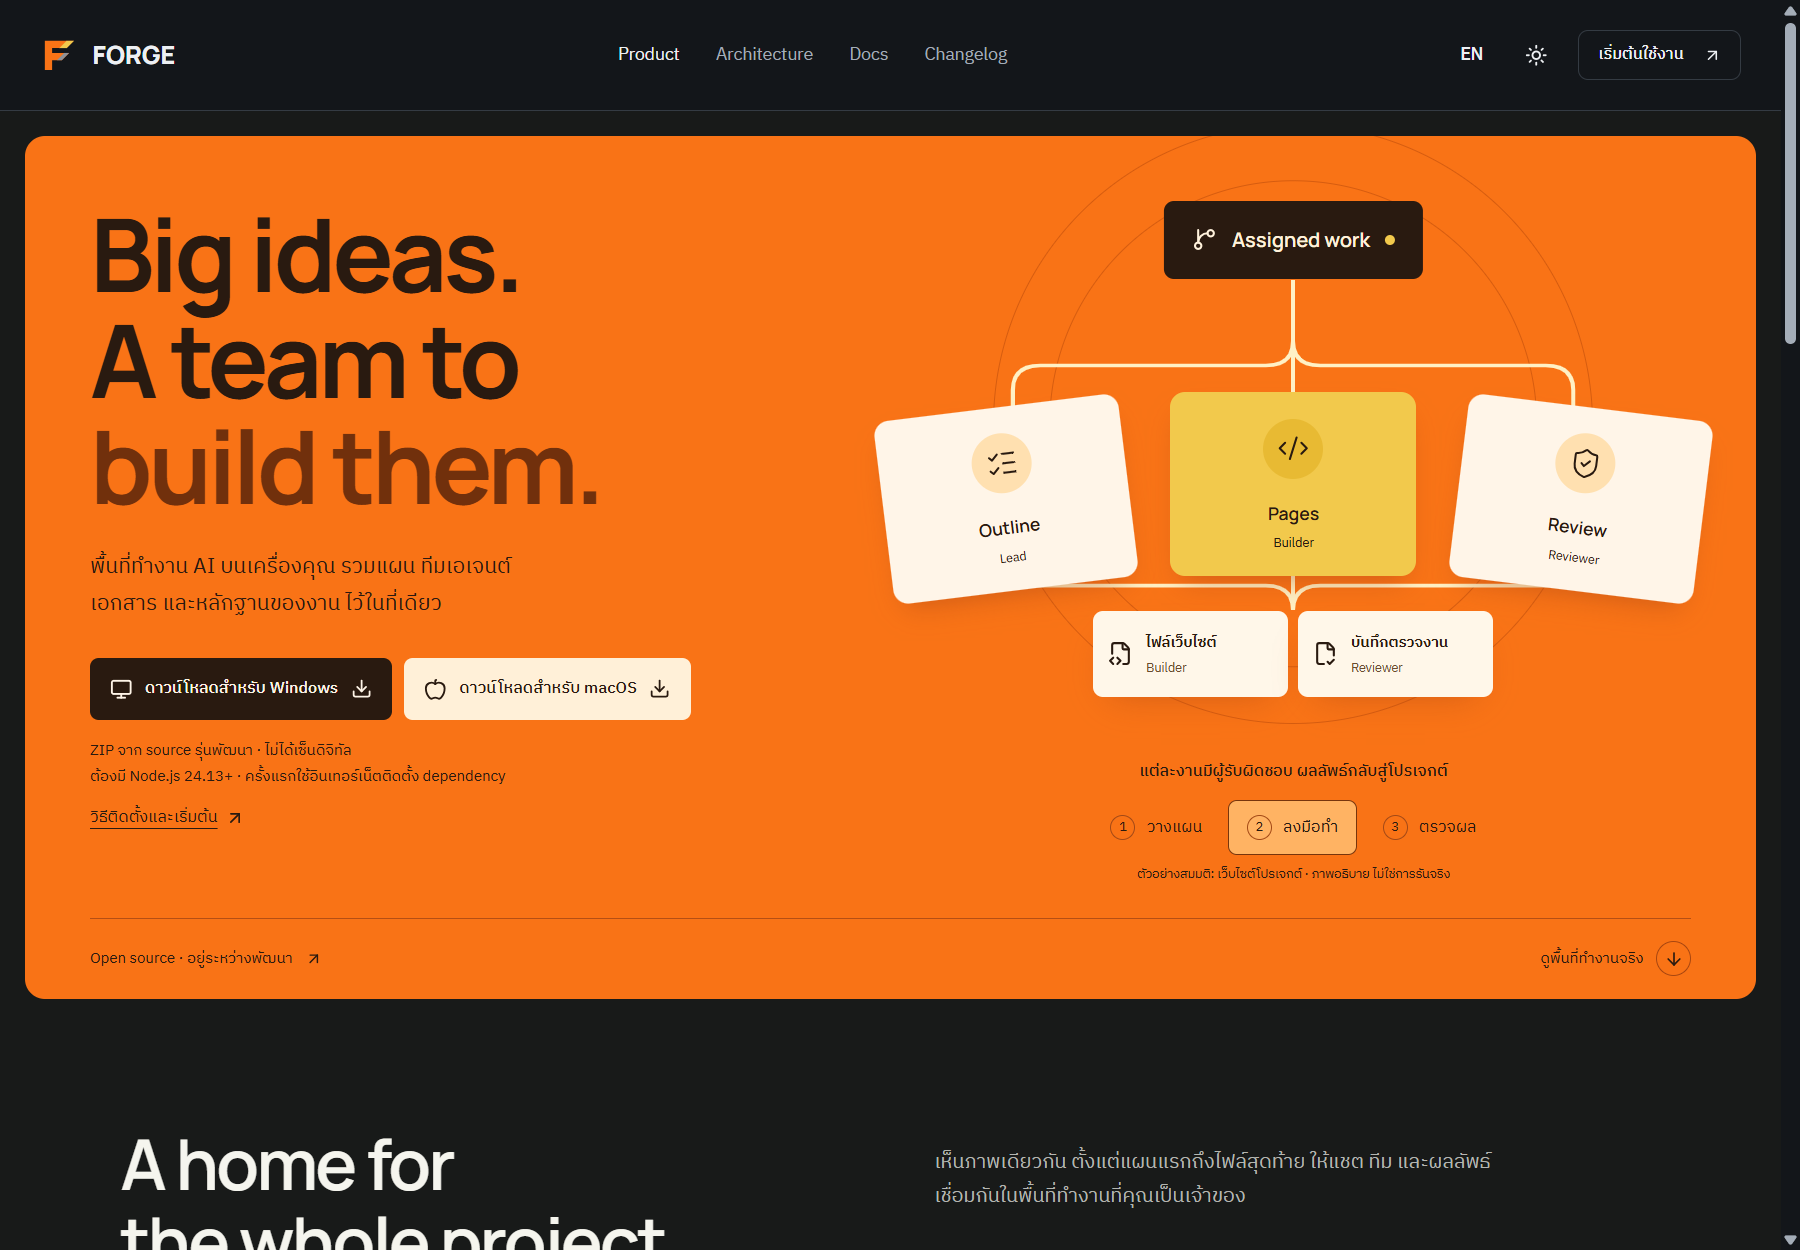 FORGE
Product
Architecture
Docs
Changelog
EN
เริ่มต้นใช้งาน
Big ideas.
A team to
build them.
พื้นที่ทำงาน AI บนเครื่องคุณ รวมแผน ทีมเอเจนต์
เอกสาร และหลักฐานของงาน ไว้ในที่เดียว
ดาวน์โหลดสำหรับ Windows
ดาวน์โหลดสำหรับ macOS
ZIP จาก source รุ่นพัฒนา · ไม่ได้เซ็นดิจิทัล
ต้องมี Node.js 24.13+ · ครั้งแรกใช้อินเทอร์เน็ตติดตั้ง dependency
วิธีติดตั้งและเริ่มต้น
Assigned work
Outline
Lead
Pages
Builder
Review
Reviewer
ไฟล์เว็บไซต์
Builder
บันทึกตรวจงาน
Reviewer
แต่ละงานมีผู้รับผิดชอบ ผลลัพธ์กลับสู่โปรเจกต์
1 วางแผน
2 ลงมือทำ
3 ตรวจผล
ตัวอย่างสมมติ: เว็บไซต์โปรเจกต์ · ภาพอธิบาย ไม่ใช่การรันจริง
Open source · อยู่ระหว่างพัฒนา
ดูพื้นที่ทำงานจริง
A home for
the whole project
เห็นภาพเดียวกัน ตั้งแต่แผนแรกถึงไฟล์สุดท้าย ให้แชต ทีม และผลลัพธ์
เชื่อมกันในพื้นที่ทำงานที่คุณเป็นเจ้าของ